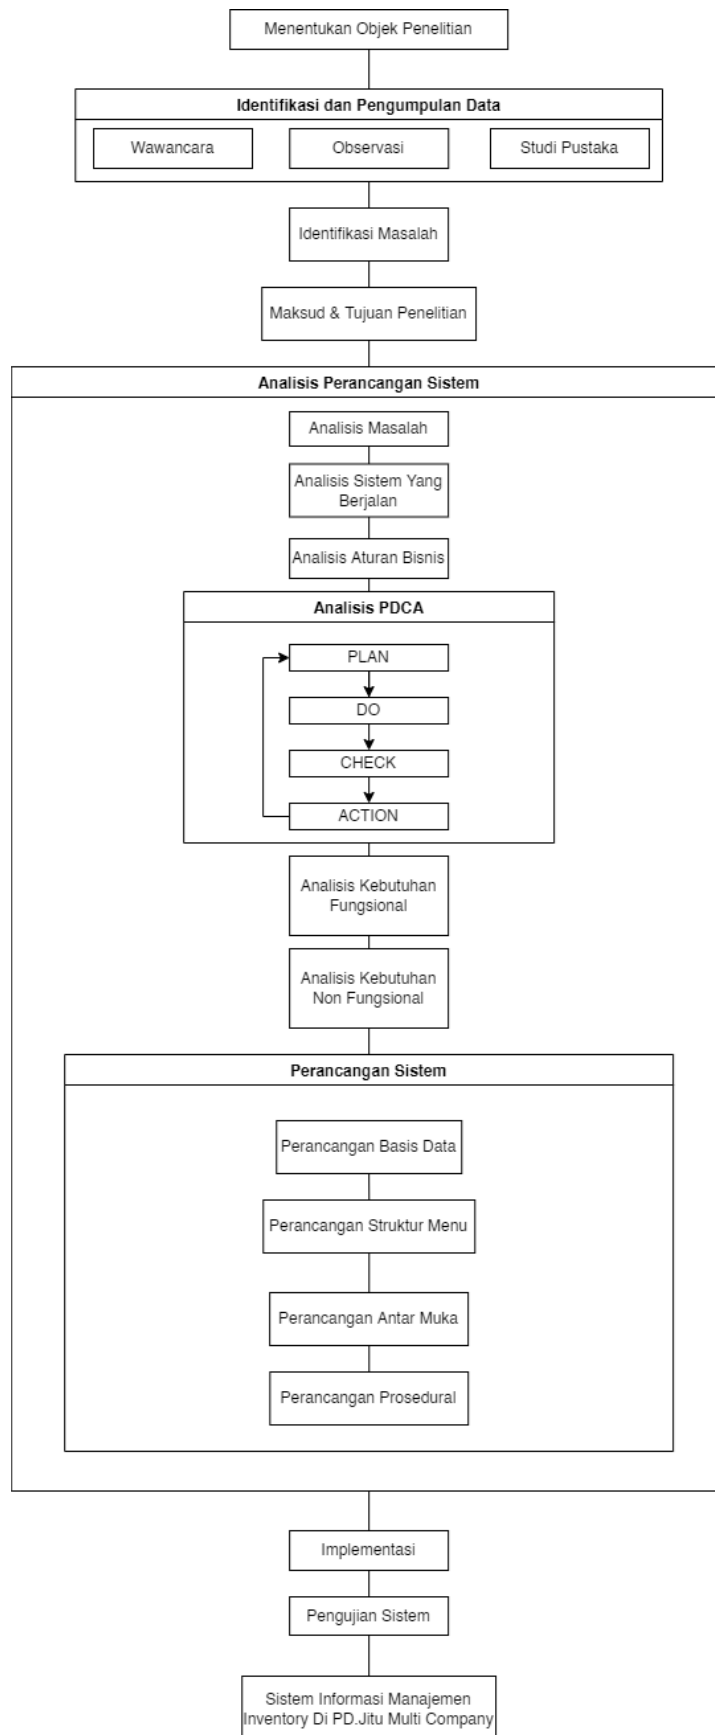 Menentukan Objek Penelitian
Identifikasi dan Pengumpulan Data
Wawancara
Observasi
Studi Pustaka
Identifikasi Masalah
Maksud & Tujuan Penelitian
Analisis Perancangan Sistem
Analisis Masalah
Analisis Sistem Yang
Berjalan
Analisis Aturan Bisnis
Analisis PDCA
PLAN
DO
CHECK
ACTION
Analisis Kebutuhan
Fungsional
Analisis Kebutuhan
Non Fungsional
Perancangan Sistem
Perancangan Basis Data
Perancangan Struktur Menu
Perancangan Antar Muka
Perancangan Prosedural
Implementasi
Pengujian Sistem
Sistem Informasi Manajemen
Inventory Di PD.Jitu Multi Company